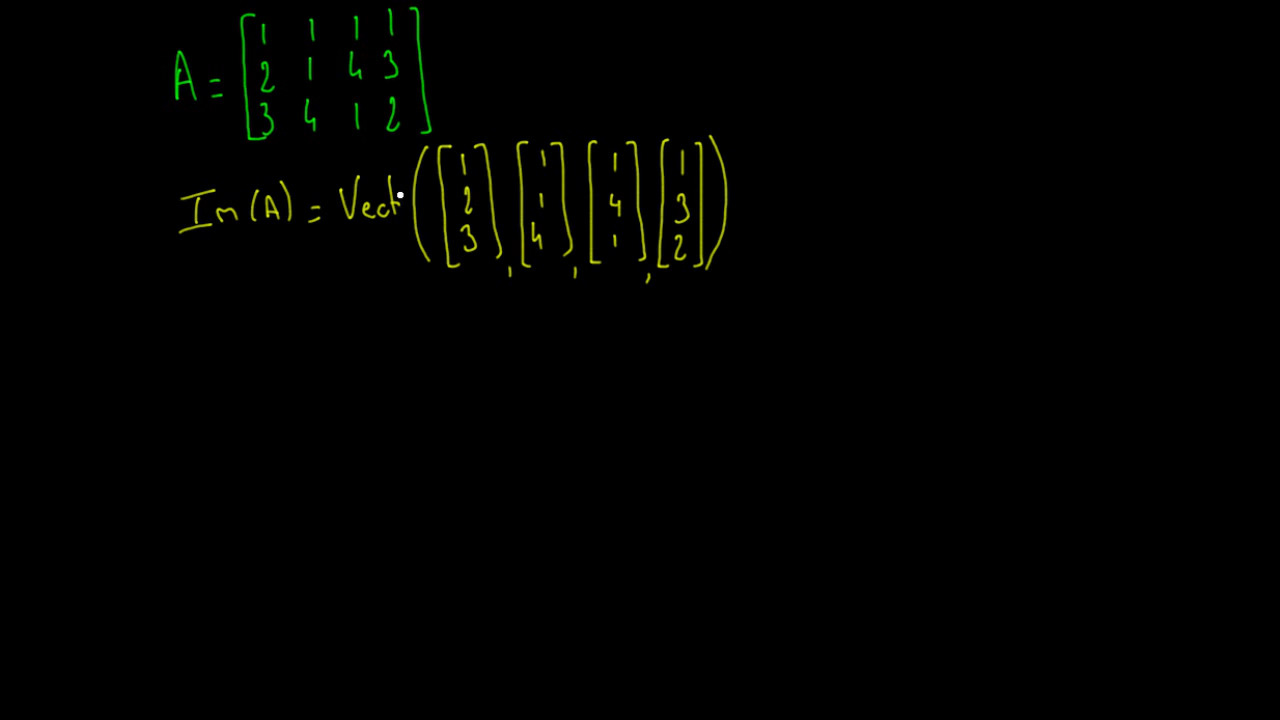 A = [ 1 1 1 1
2 1 4 3
3 4 1 2 ]
Im(A) = Vect ( [ 1 2 3 ] , [ 1 1 4 ] , [ 1 4 1 ] , [ 1 3 2 ] )